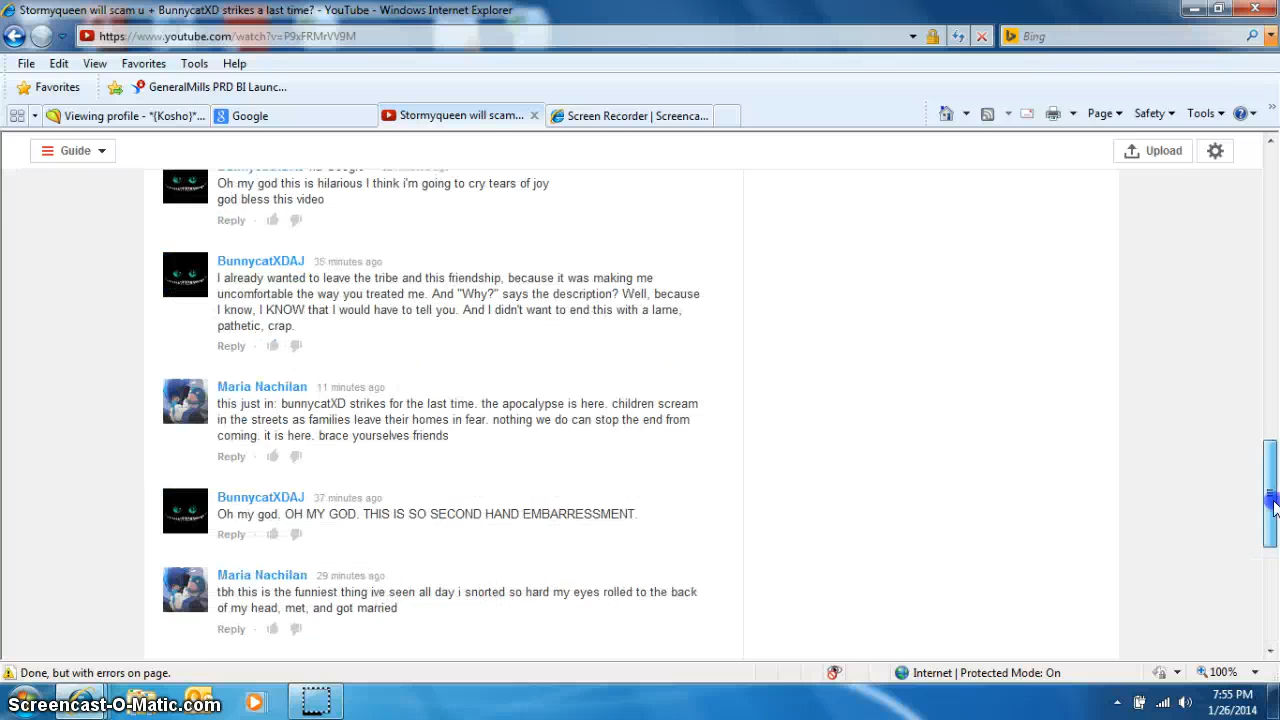 Stormyqueen will scam u + BunnycatXD strikes a last time? - YouTube - Windows Internet Explorer
https://www.youtube.com/watch?v=P9xFRMrVV9M
Bing
File Edit View Favorites Tools Help
Favorites GeneralMills PRD BI Launc...
Viewing profile - *{Kosho}*... Google Stormyqueen will scam... Screen Recorder | Screenca... Page Safety Tools
Guide Upload
Oh my god this is hilarious I think i'm going to cry tears of joy
god bless this video
Reply
BunnycatXDAJ 35 minutes ago
I already wanted to leave the tribe and this friendship, because it was making me
uncomfortable the way you treated me. And "Why?" says the description? Well, because
I know, I KNOW that I would have to tell you. And I didn't want to end this with a lame,
pathetic, crap.
Reply
Maria Nachilan 11 minutes ago
this just in: bunnycatXD strikes for the last time. the apocalypse is here. children scream
in the streets as families leave their homes in fear. nothing we do can stop the end from
coming. it is here. brace yourselves friends
Reply
BunnycatXDAJ 37 minutes ago
Oh my god. OH MY GOD. THIS IS SO SECOND HAND EMBARRESSMENT.
Reply
Maria Nachilan 29 minutes ago
tbh this is the funniest thing ive seen all day i snorted so hard my eyes rolled to the back
of my head, met, and got married
Reply
Done, but with errors on page. Internet | Protected Mode: On 100%
Screencast-O-Matic.com
7:55 PM
1/26/2014